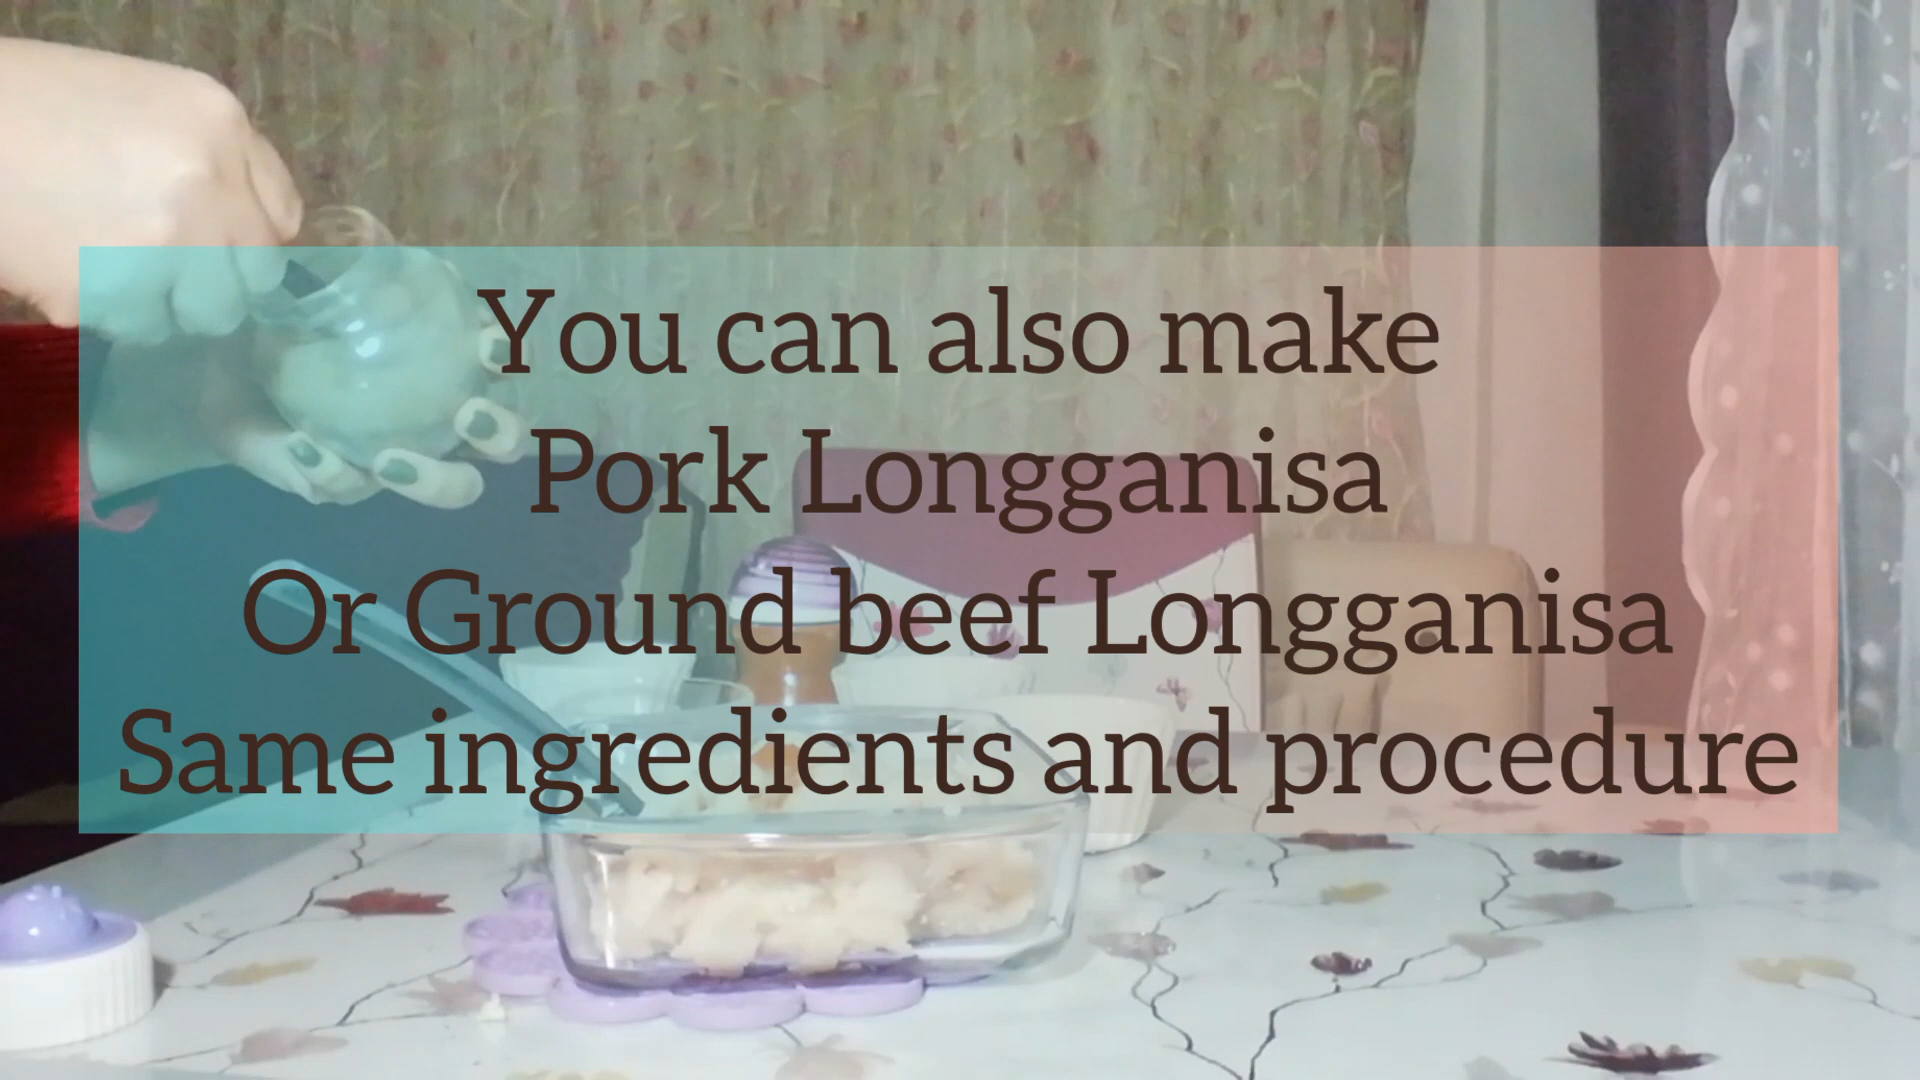 You can also make
Pork Longganisa
Or Ground beef Longganisa
Same ingredients and procedure